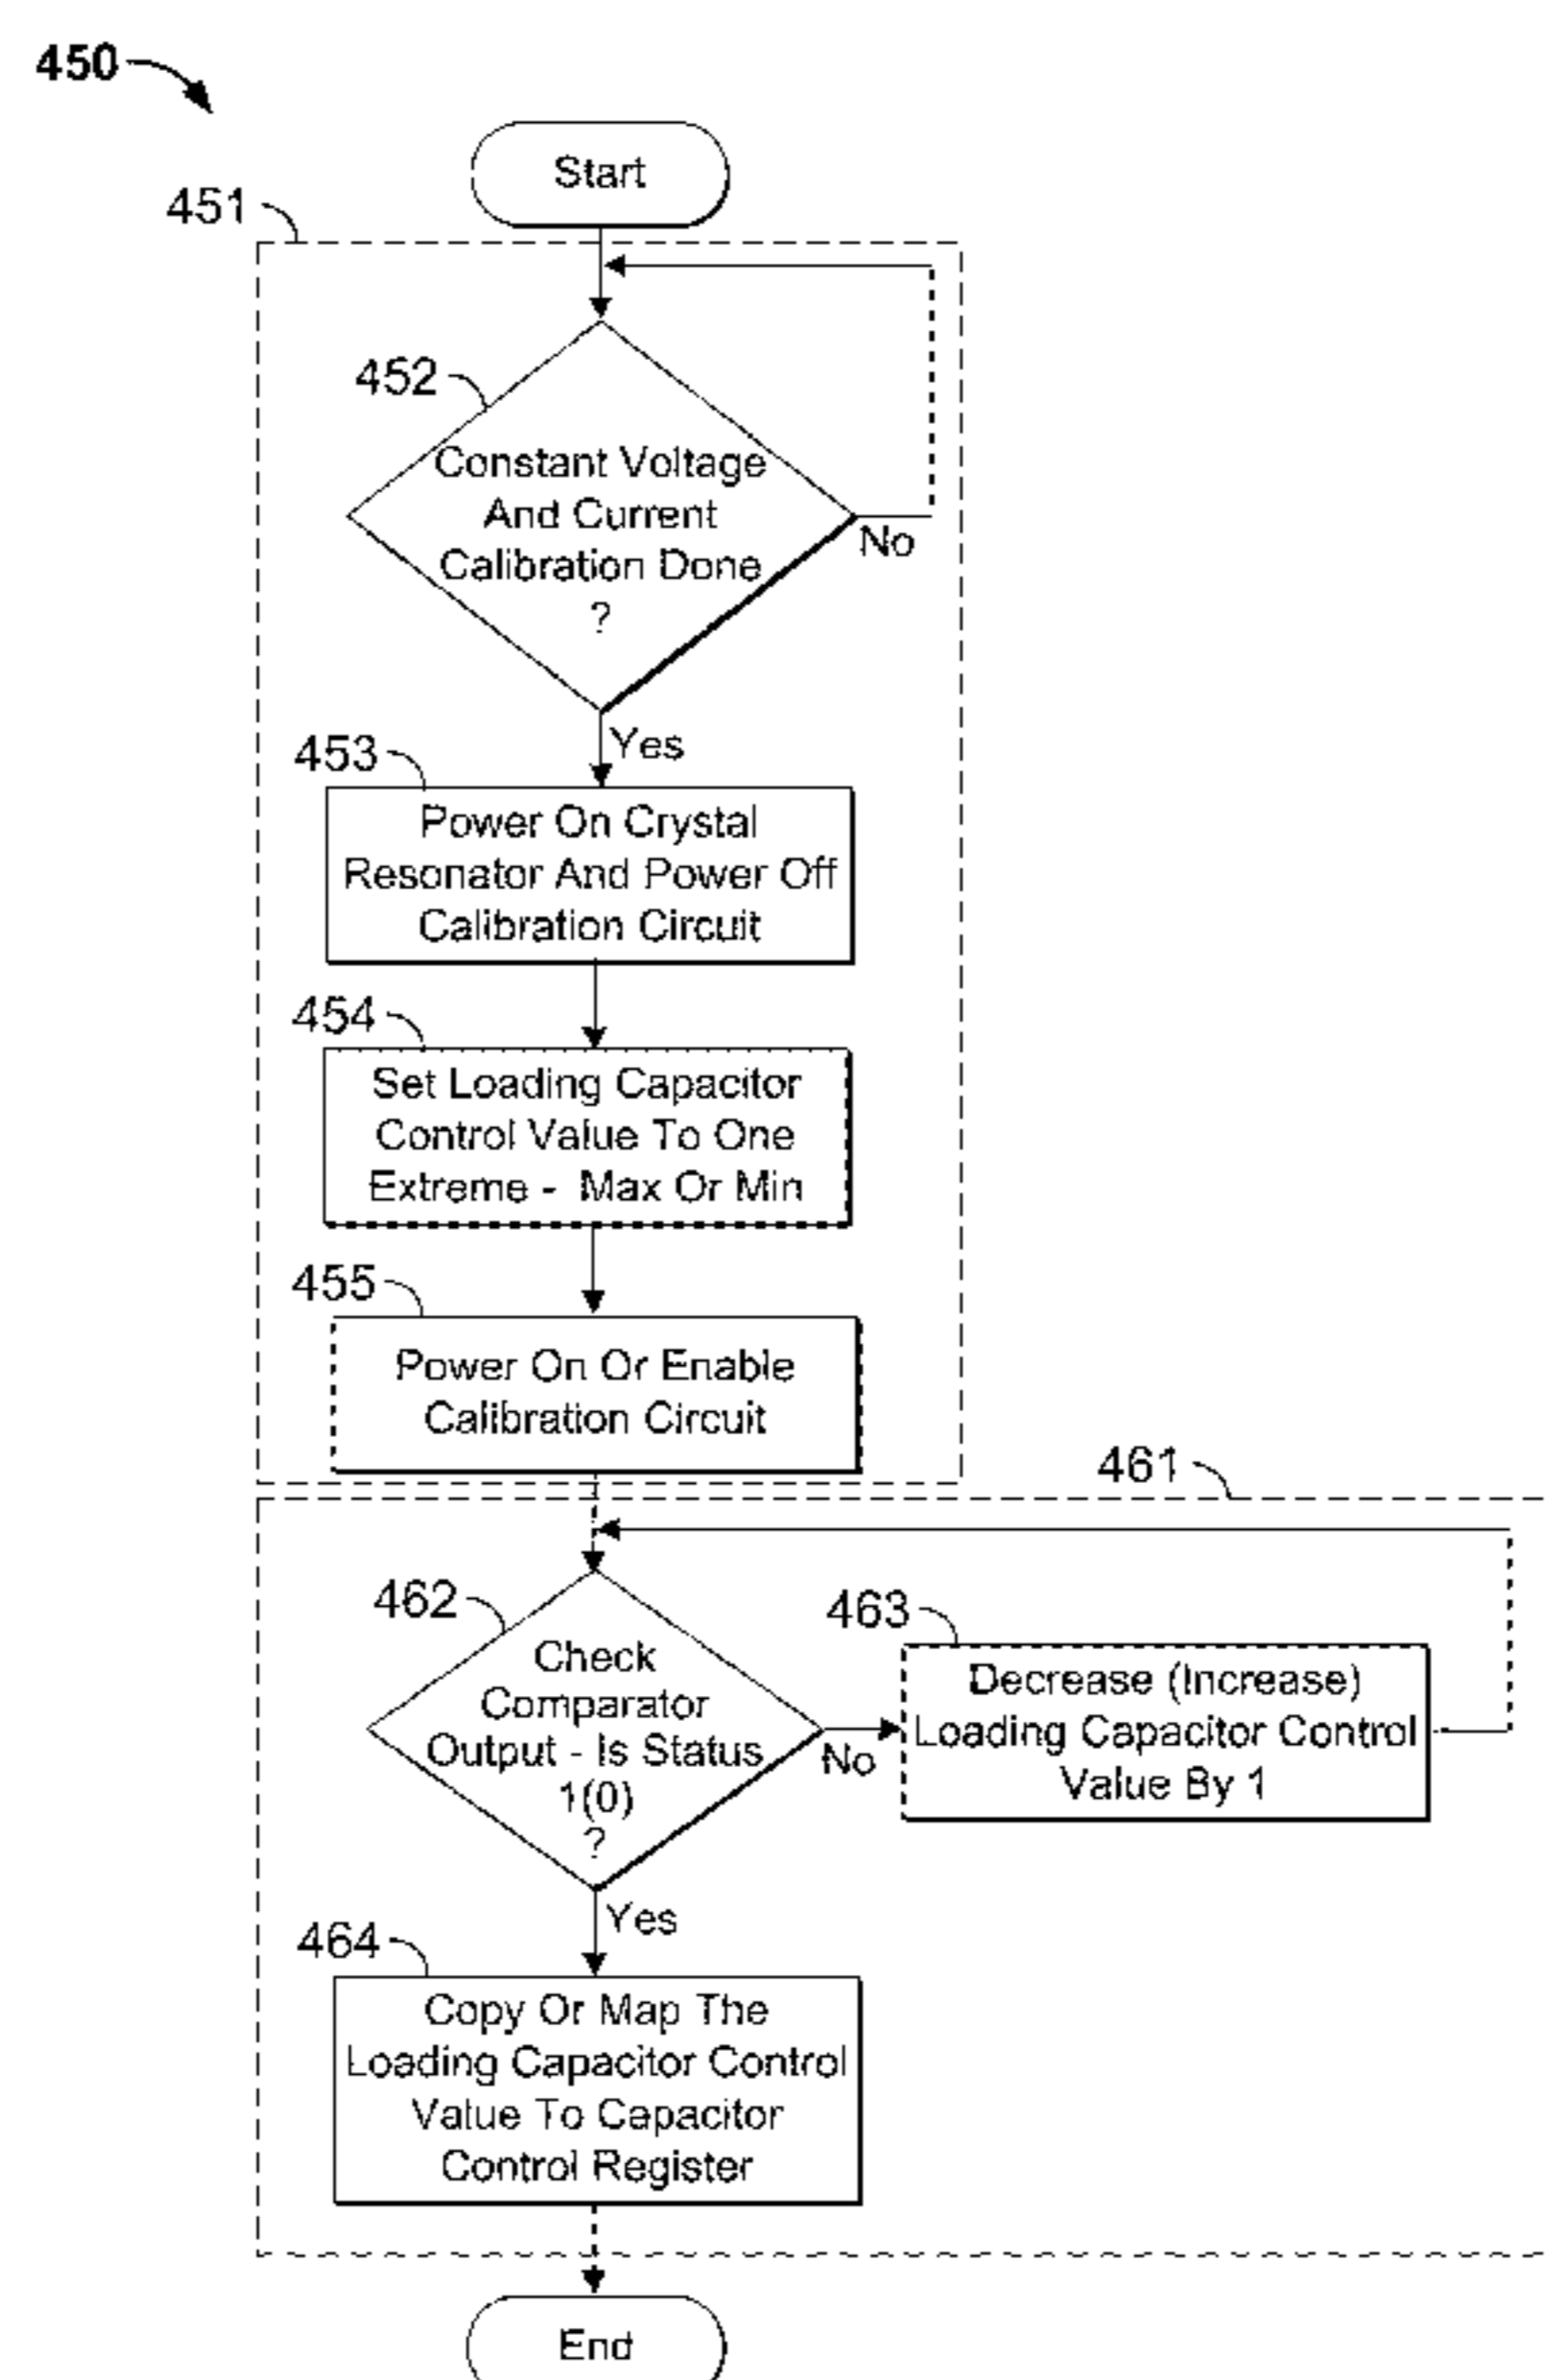 450
Start
451
452
Constant Voltage
And Current
Calibration Done
?
No
Yes
453
Power On Crystal
Resonator And Power Off
Calibration Circuit
454
Set Loading Capacitor
Control Value To One
Extreme - Max Or Min
455
Power On Or Enable
Calibration Circuit
461
462
Check
Comparator
Output - Is Status
1(0)
?
No
463
Decrease (Increase)
Loading Capacitor Control
Value By 1
Yes
464
Copy Or Map The
Loading Capacitor Control
Value To Capacitor
Control Register
End